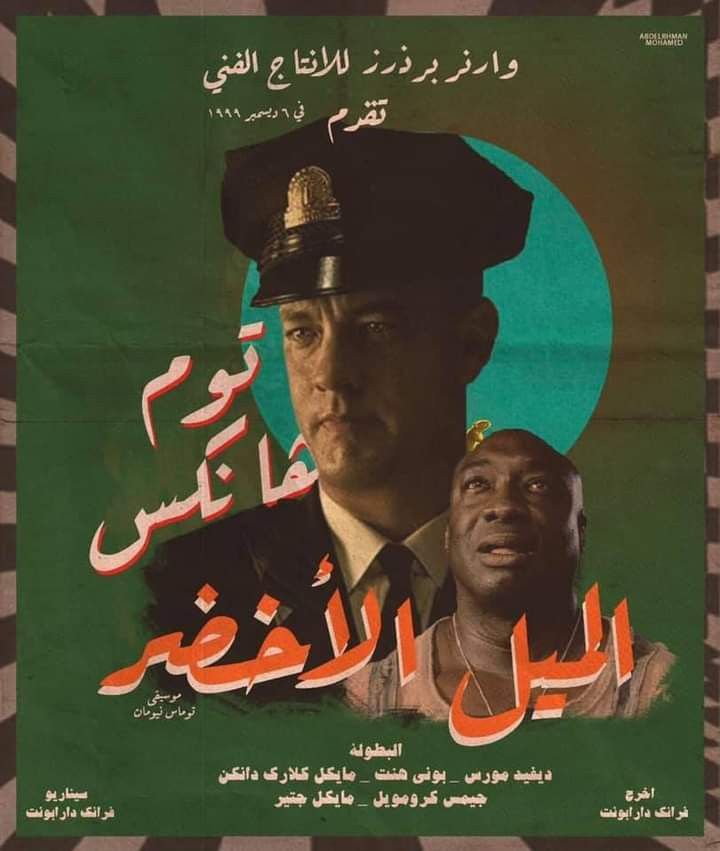 ABDELRHMAN
MOHAMED
وارنر برذرز للانتاج الفني
تقدم
في ٦ ديسمبر ١٩٩٩
توم
هانكس
الميل الأخضر
موسيقى
توماس نيومان
البطولة
ديفيد مورس _ بونى هنت _ مايكل كلارك دانكن
جيمس كرومويل _ مايكل جتير
اخرج
فرانك دارابونت
سيناريو
فرانك دارابونت